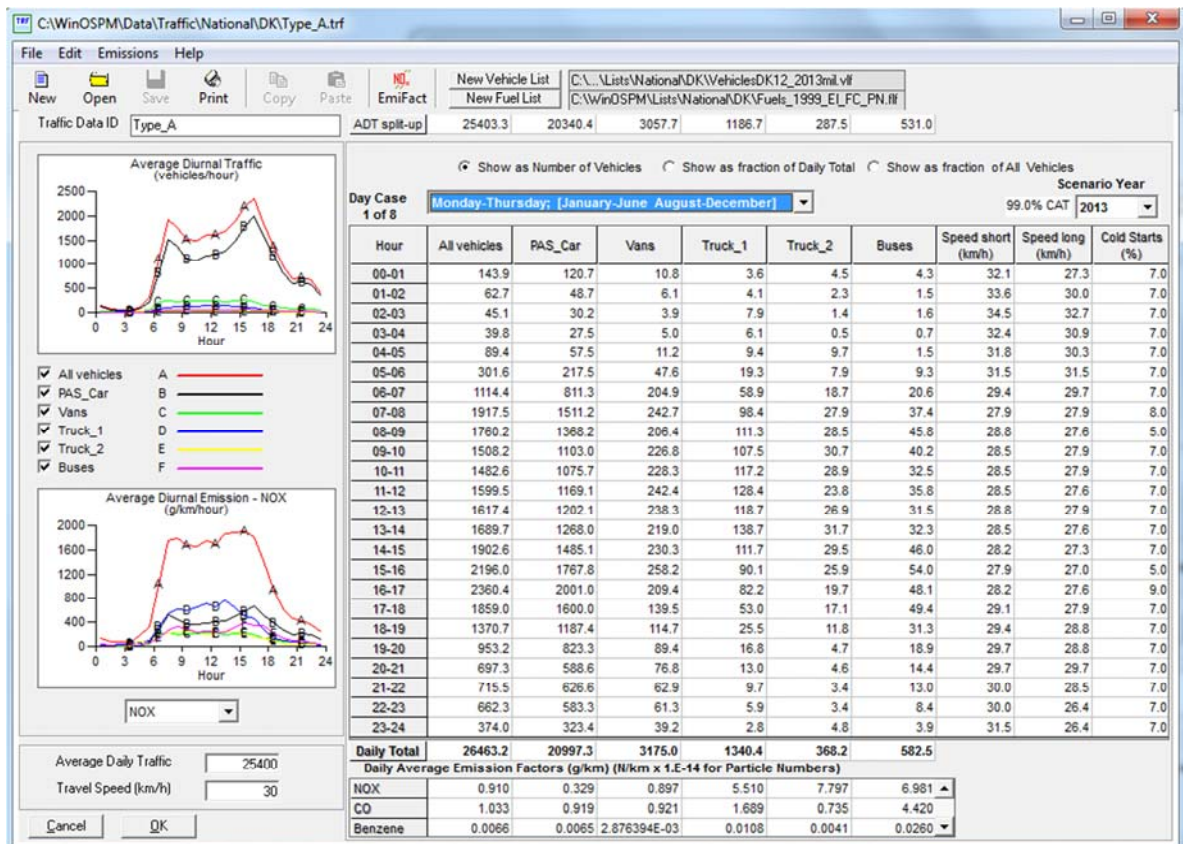 C:\WinOSPM\Data\Traffic\National\DK\Type_A.trf
File Edit Emissions Help
New Open Save Print Copy Paste EmiFact
New Vehicle List C:\...\Lists\National\DK\VehiclesDK12_2013mil.vlf
New Fuel List C:\WinOSPM\Lists\National\DK\Fuels_1999_EI_FC_PN.flf
Traffic Data ID Type_A
ADT split-up 25403.3 20340.4 3057.7 1186.7 287.5 531.0
Average Diurnal Traffic
(vehicles/hour)
2500
2000
1500
1000
500
0
0 3 6 9 12 15 18 21 24
Hour
All vehicles A
PAS_Car B
Vans C
Truck_1 D
Truck_2 E
Buses F
Average Diurnal Emission - NOX
(g/km/hour)
2000
1600
1200
800
400
0
0 3 6 9 12 15 18 21 24
Hour
NOX
Average Daily Traffic 25400
Travel Speed (km/h) 30
Cancel OK
Show as Number of Vehicles Show as fraction of Daily Total Show as fraction of All Vehicles
Day Case
1 of 8
Monday-Thursday; [January-June August-December]
Scenario Year
99.0% CAT 2013
Hour All vehicles PAS_Car Vans Truck_1 Truck_2 Buses Speed short (km/h) Speed long (km/h) Cold Starts (%)
00-01 143.9 120.7 10.8 3.6 4.5 4.3 32.1 27.3 7.0
01-02 62.7 48.7 6.1 4.1 2.3 1.5 33.6 30.0 7.0
02-03 45.1 30.2 3.9 7.9 1.4 1.6 34.5 32.7 7.0
03-04 39.8 27.5 5.0 6.1 0.5 0.7 32.4 30.9 7.0
04-05 89.4 57.5 11.2 9.4 9.7 1.5 31.8 30.3 7.0
05-06 301.6 217.5 47.6 19.3 7.9 9.3 31.5 31.5 7.0
06-07 1114.4 811.3 204.9 58.9 18.7 20.6 29.4 29.7 7.0
07-08 1917.5 1511.2 242.7 98.4 27.9 37.4 27.9 27.9 8.0
08-09 1760.2 1368.2 206.4 111.3 28.5 45.8 28.8 27.6 5.0
09-10 1508.2 1103.0 226.8 107.5 30.7 40.2 28.5 27.9 7.0
10-11 1482.6 1075.7 228.3 117.2 28.9 32.5 28.5 27.9 7.0
11-12 1599.5 1169.1 242.4 128.4 23.8 35.8 28.5 27.6 7.0
12-13 1617.4 1202.1 238.3 118.7 26.9 31.5 28.8 27.9 7.0
13-14 1689.7 1268.0 219.0 138.7 31.7 32.3 28.5 27.6 7.0
14-15 1902.6 1485.1 230.3 111.7 29.5 46.0 28.2 27.3 7.0
15-16 2196.0 1767.8 258.2 90.1 25.9 54.0 27.9 27.0 5.0
16-17 2360.4 2001.0 209.4 82.2 19.7 48.1 28.2 27.6 9.0
17-18 1859.0 1600.0 139.5 53.0 17.1 49.4 29.1 27.9 7.0
18-19 1370.7 1187.4 114.7 25.5 11.8 31.3 29.4 28.8 7.0
19-20 953.2 823.3 89.4 16.8 4.7 18.9 29.7 28.8 7.0
20-21 697.3 588.6 76.8 13.0 4.6 14.4 29.7 29.7 7.0
21-22 715.5 626.6 62.9 9.7 3.4 13.0 30.0 28.5 7.0
22-23 662.3 583.3 61.3 5.9 3.4 8.4 30.0 26.4 7.0
23-24 374.0 323.4 39.2 2.8 4.8 3.9 31.5 26.4 7.0
Daily Total 26463.2 20997.3 3175.0 1340.4 368.2 582.5
Daily Average Emission Factors (g/km) (N/km x 1.E-14 for Particle Numbers)
NOX 0.910 0.329 0.897 5.510 7.797 6.981
CO 1.033 0.919 0.921 1.689 0.735 4.420
Benzene 0.0066 0.0065 2.876394E-03 0.0108 0.0041 0.0260